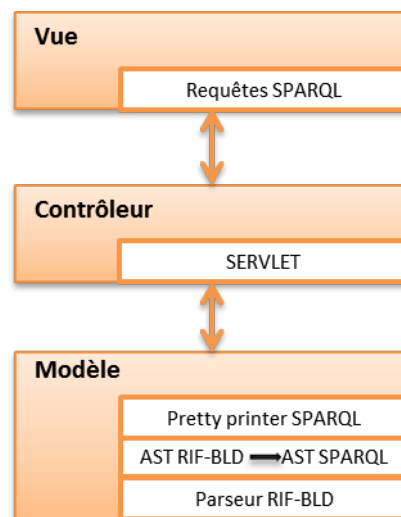 Vue
Requêtes SPARQL
Contrôleur
SERVLET
Modèle
Pretty printer SPARQL
AST RIF-BLD ⟶ AST SPARQL
Parseur RIF-BLD